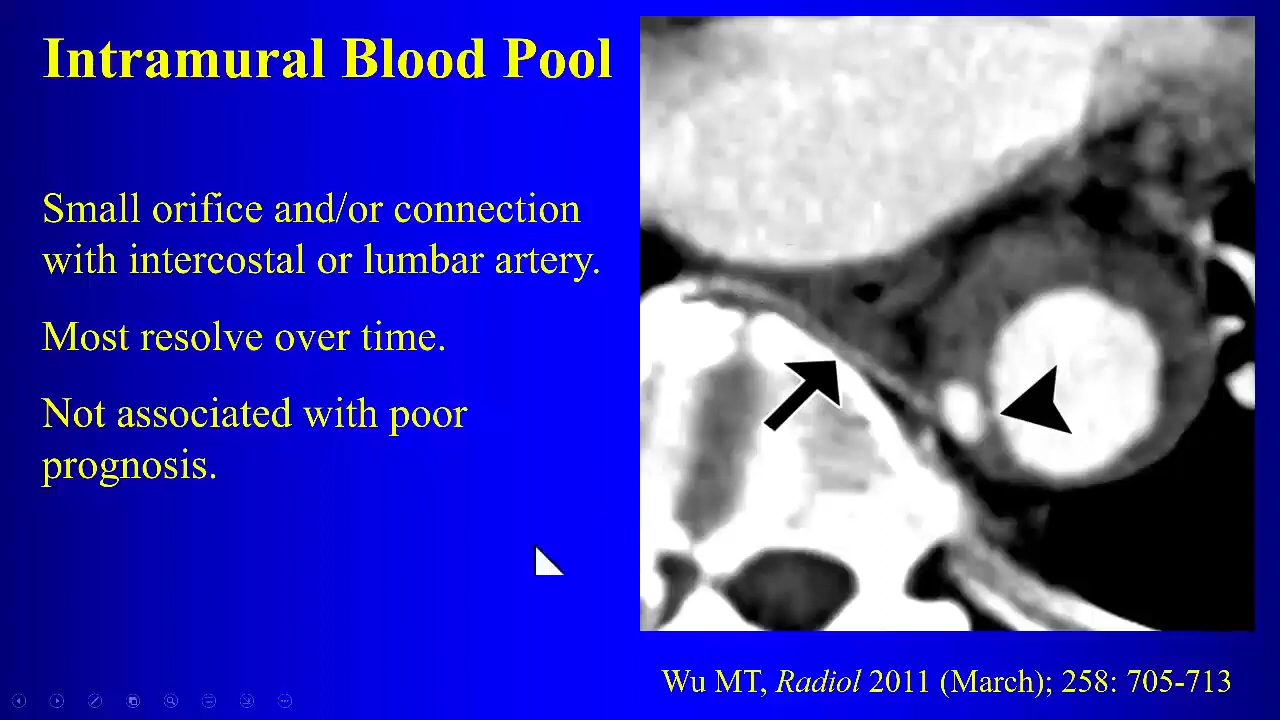 Intramural Blood Pool
Small orifice and/or connection
with intercostal or lumbar artery.
Most resolve over time.
Not associated with poor
prognosis.
Wu MT, Radiol 2011 (March); 258: 705-713